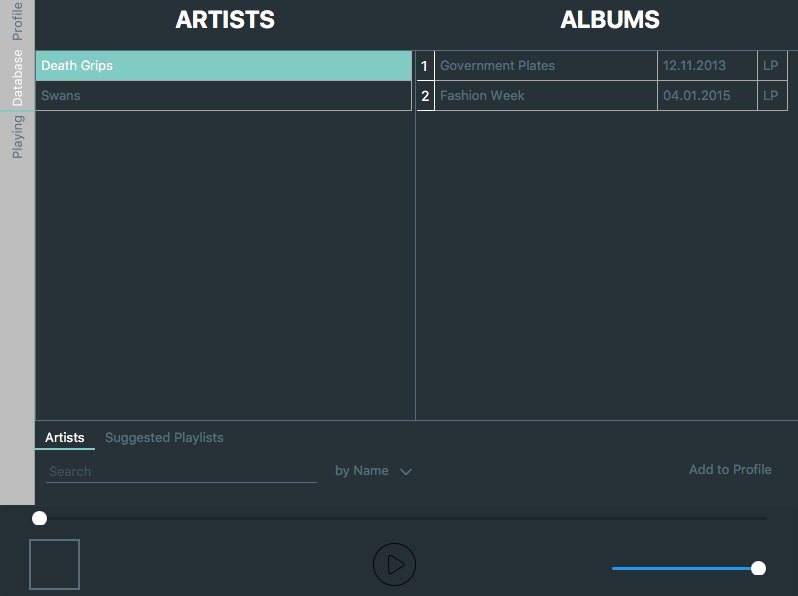 Profile
Database
Playing
ARTISTS
Death Grips
Swans
ALBUMS
1 Government Plates 12.11.2013 LP
2 Fashion Week 04.01.2015 LP
Artists Suggested Playlists
Search by Name Add to Profile